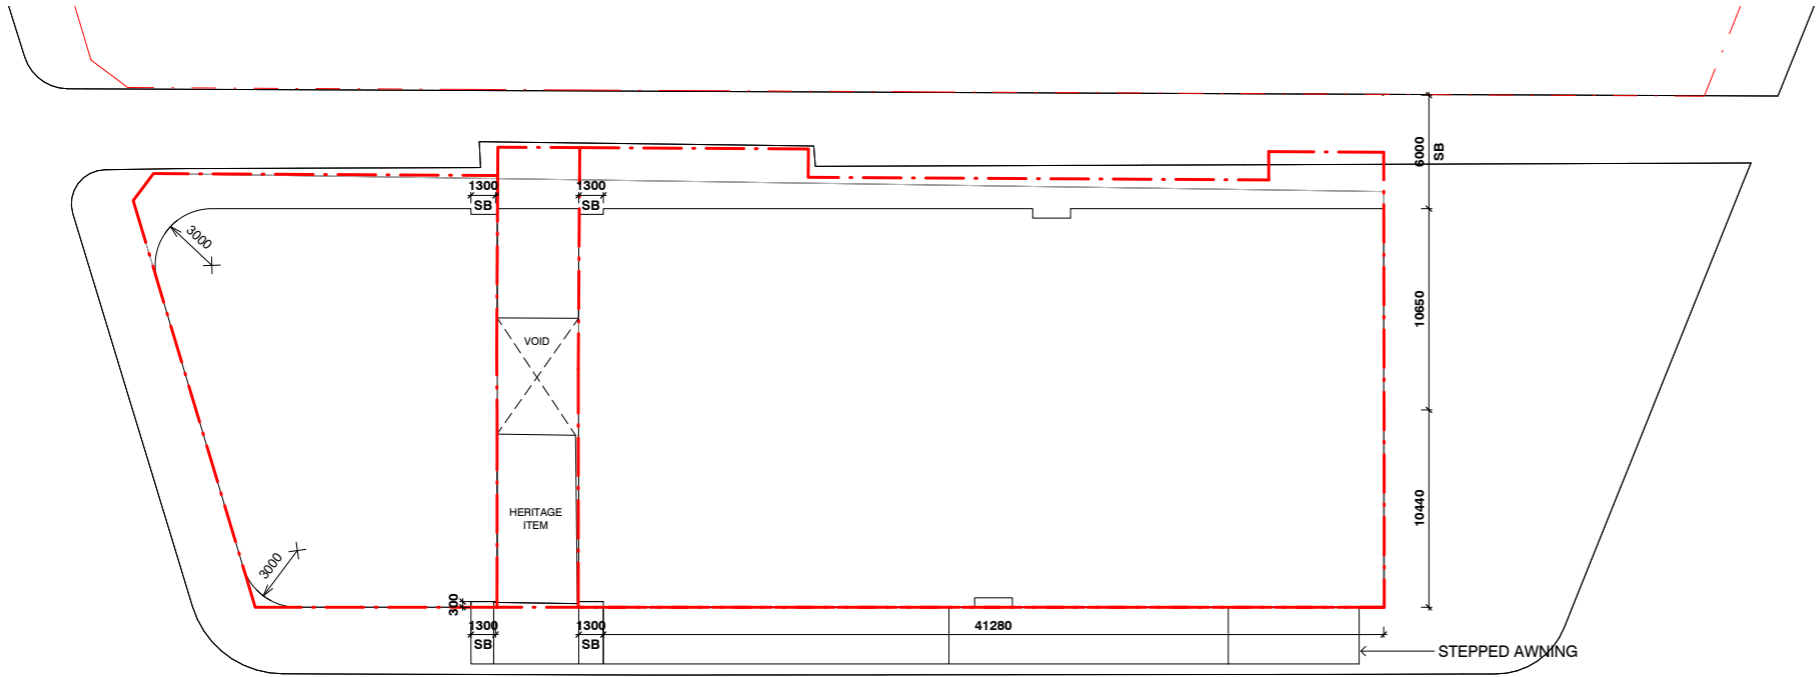 6000
SB
1300
1300
SB
SB
3000
10650
VOID
10440
HERITAGE
ITEM
3000
300
1300
1300
41280
SB
SB
STEPPED AWNING